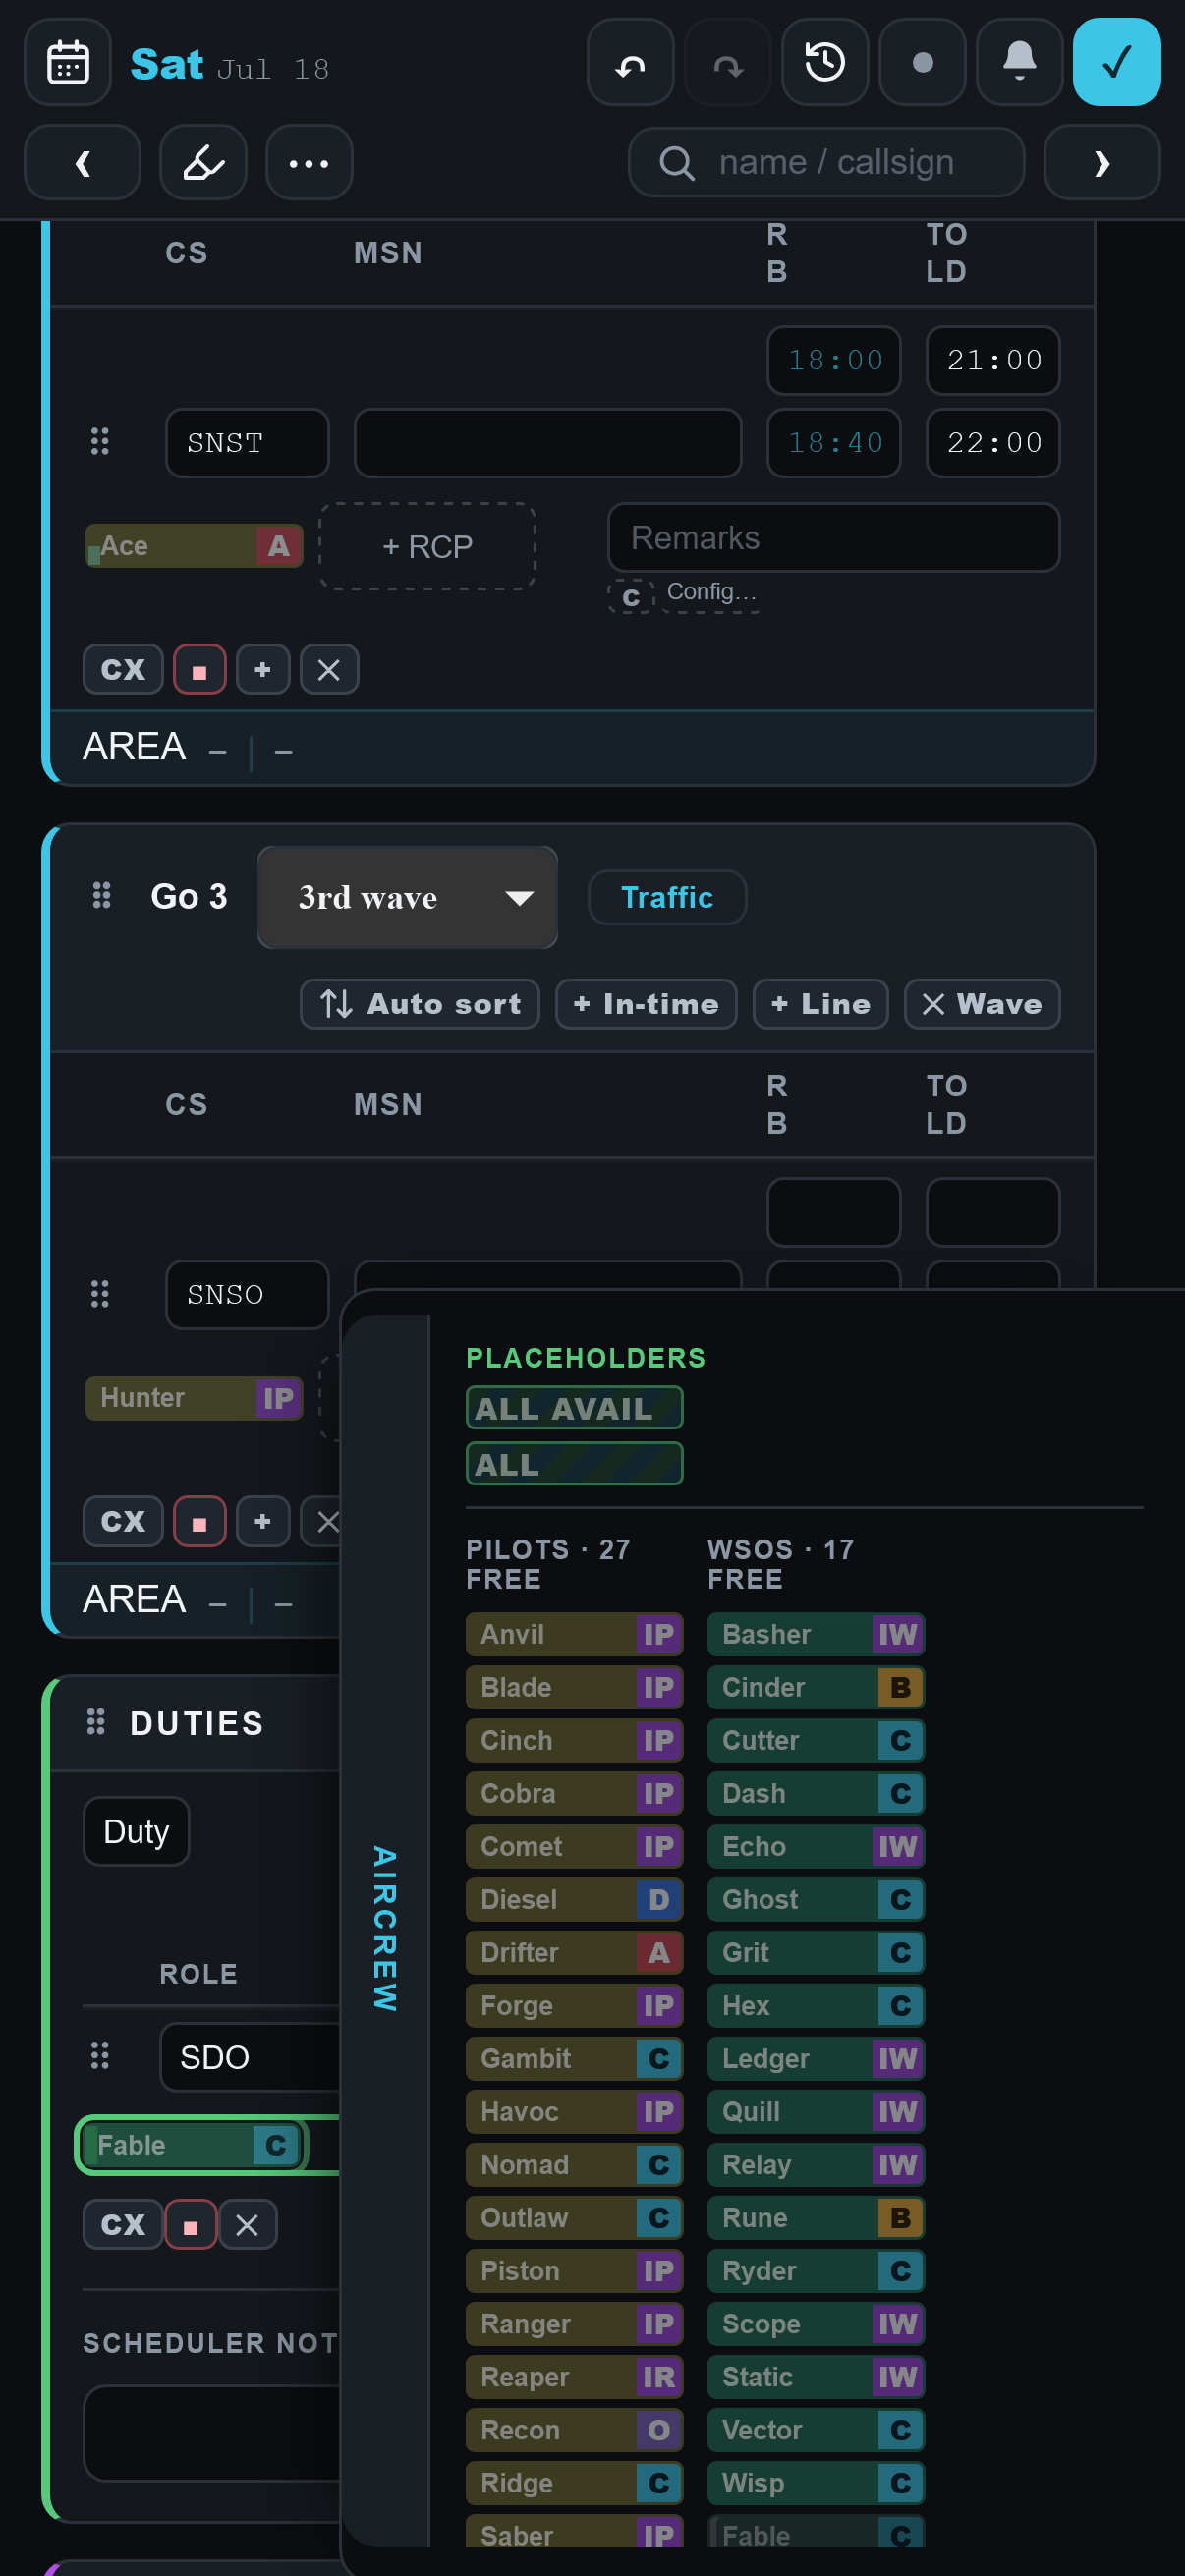 Sat Jul 18
name / callsign
CS MSN R TO
B LD
18:00 21:00
SNST 18:40 22:00
Ace A + RCP Remarks
C Config...
CX + ×
AREA – | –
Go 3 3rd wave Traffic
Auto sort + In-time + Line × Wave
CS MSN R TO
B LD
SNSO
Hunter IP
CX + ×
AREA – | –
DUTIES
Duty
ROLE
SDO
Fable C
CX ×
SCHEDULER NOT
AIRCREW
PLACEHOLDERS
ALL AVAIL
ALL
PILOTS · 27 FREE
Anvil IP
Blade IP
Cinch IP
Cobra IP
Comet IP
Diesel D
Drifter A
Forge IP
Gambit C
Havoc IP
Nomad C
Outlaw C
Piston IP
Ranger IP
Reaper IR
Recon O
Ridge C
Saber IP
WSOS · 17 FREE
Basher IW
Cinder B
Cutter C
Dash C
Echo IW
Ghost C
Grit C
Hex C
Ledger IW
Quill IW
Relay IW
Rune B
Ryder C
Scope IW
Static IW
Vector C
Wisp C
Fable C